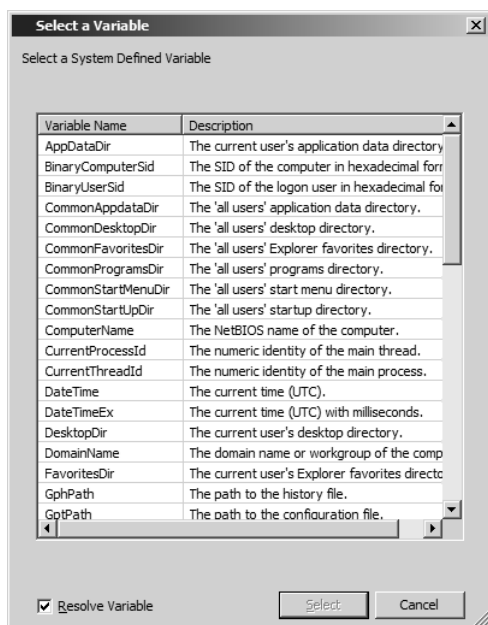 Select a Variable
Select a System Defined Variable
Variable Name Description
AppDataDir The current user's application data directory
BinaryComputerSid The SID of the computer in hexadecimal forr
BinaryUserSid The SID of the logon user in hexadecimal for
CommonAppdataDir The 'all users' application data directory.
CommonDesktopDir The 'all users' desktop directory.
CommonFavoritesDir The 'all users' Explorer favorites directory.
CommonProgramsDir The 'all users' programs directory.
CommonStartMenuDir The 'all users' start menu directory.
CommonStartUpDir The 'all users' startup directory.
ComputerName The NetBIOS name of the computer.
CurrentProcessId The numeric identity of the main thread.
CurrentThreadId The numeric identity of the main process.
DateTime The current time (UTC).
DateTimeEx The current time (UTC) with milliseconds.
DesktopDir The current user's desktop directory.
DomainName The domain name or workgroup of the comp
FavoritesDir The current user's Explorer favorites directo
GphPath The path to the history file.
GptPath The path to the configuration file.
Resolve Variable Select Cancel